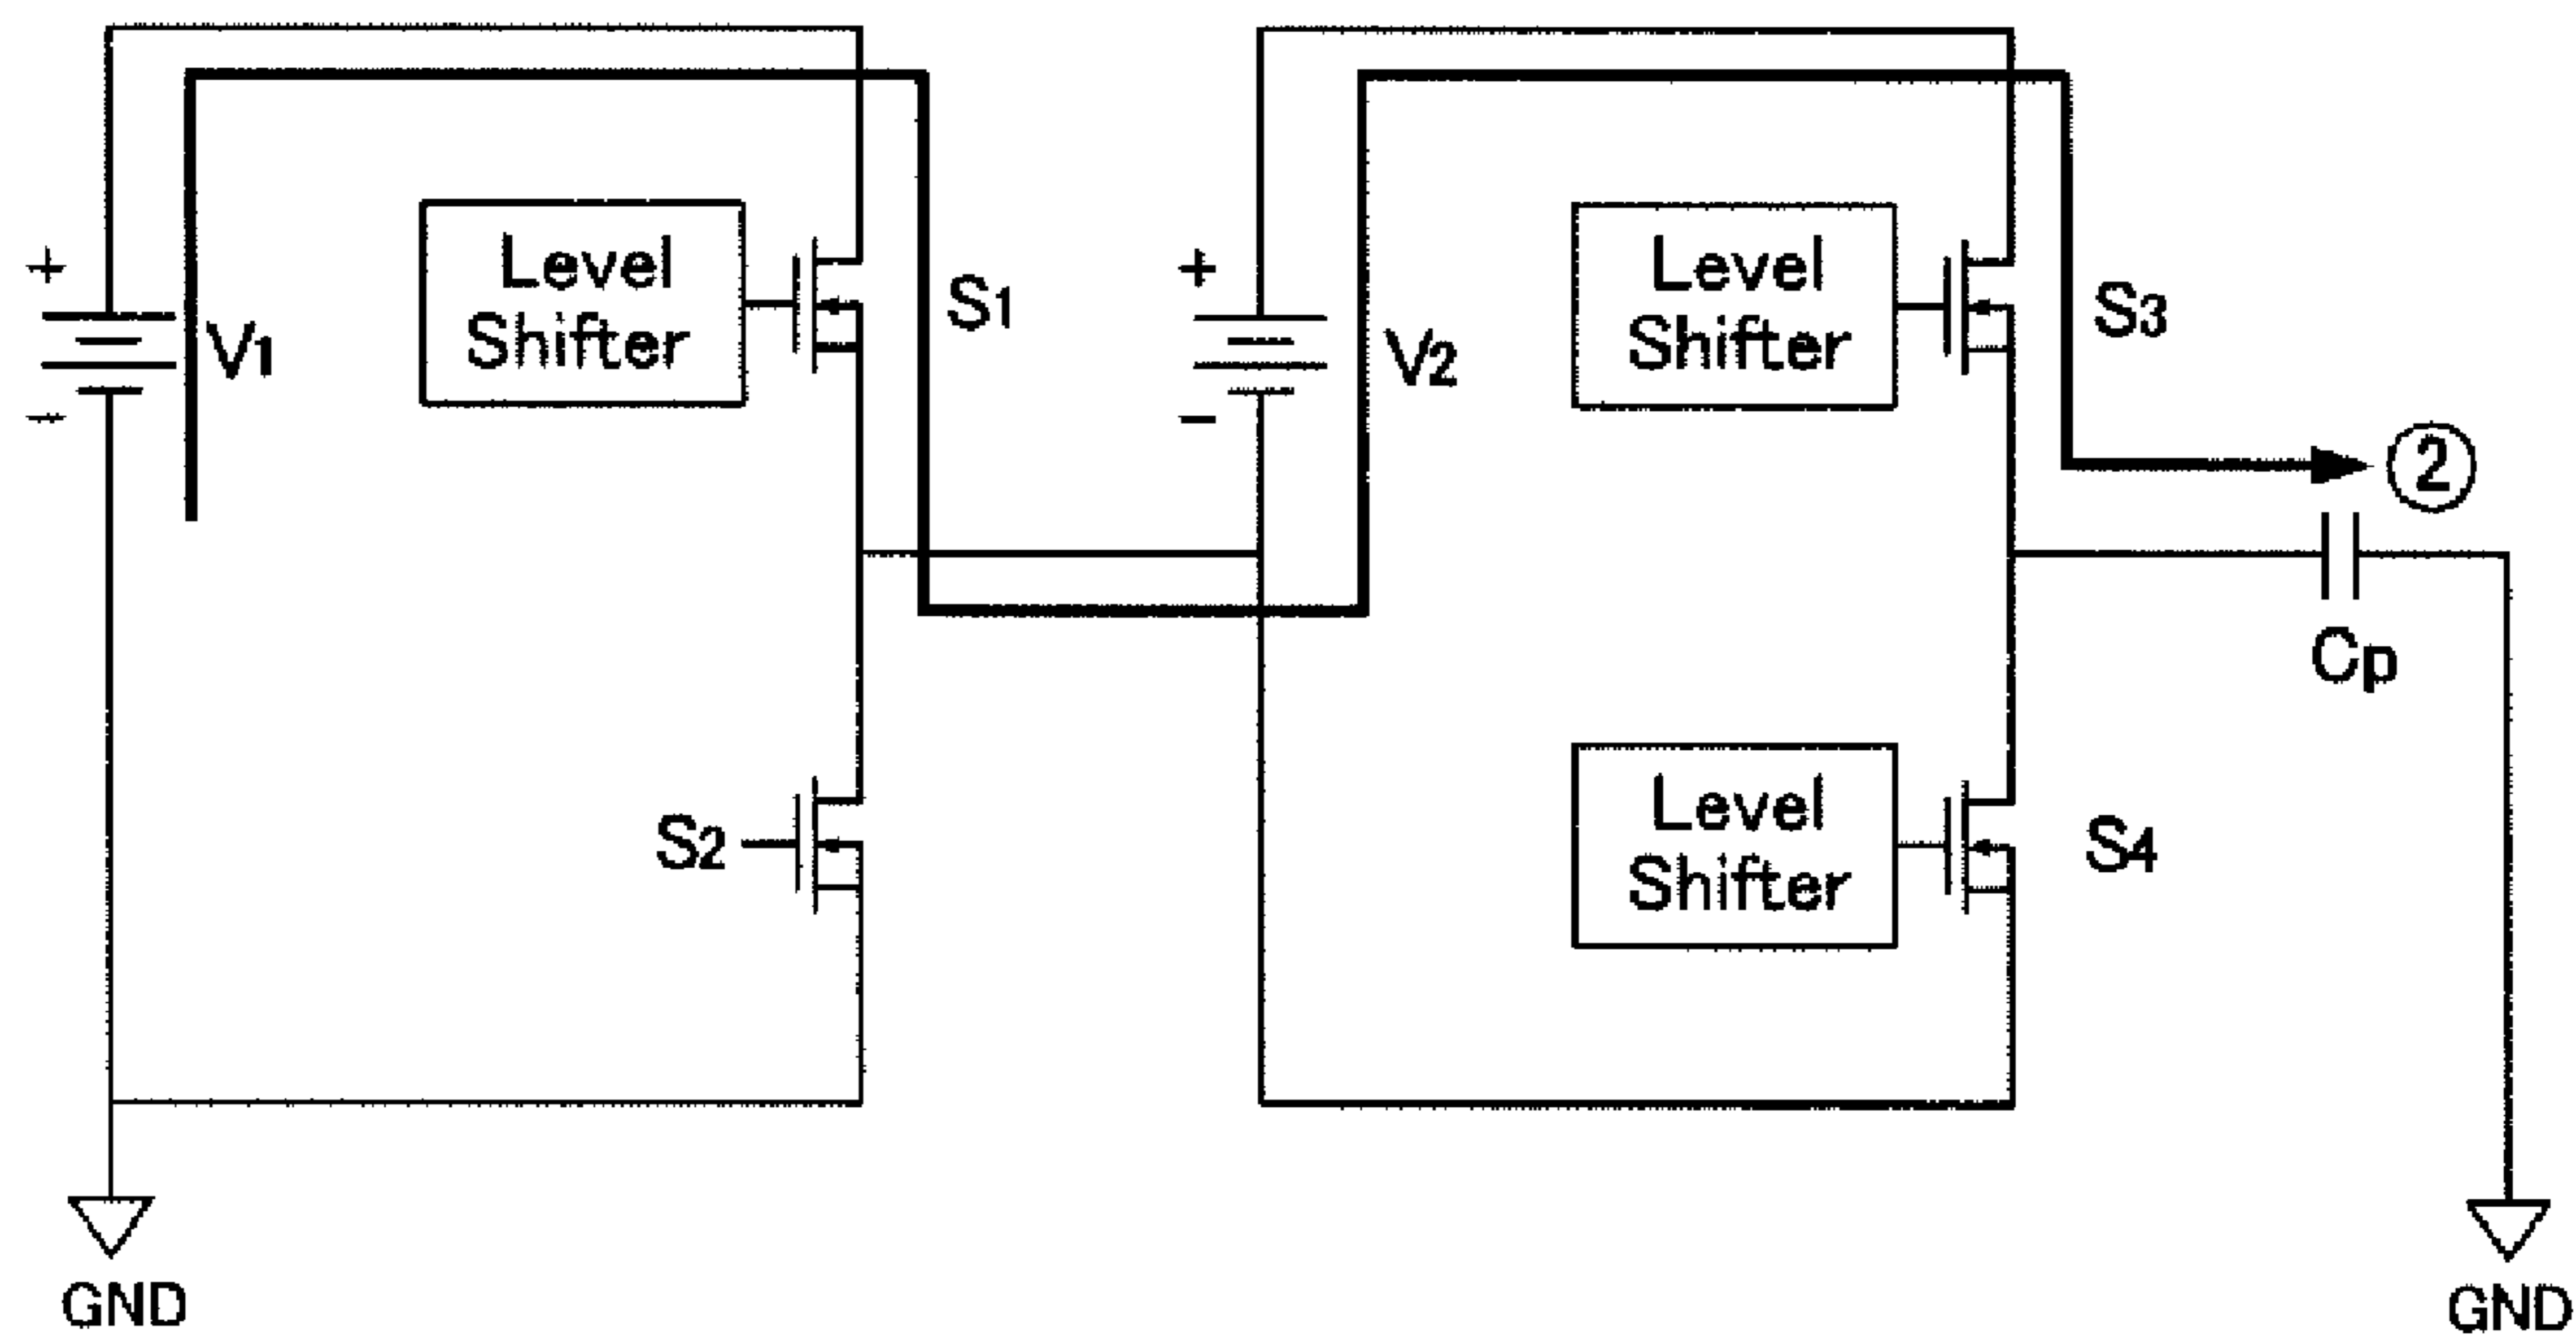 +
V1
−
Level
Shifter
S1
+
V2
−
Level
Shifter
S3
②
Cp
S2
Level
Shifter
S4
GND
GND